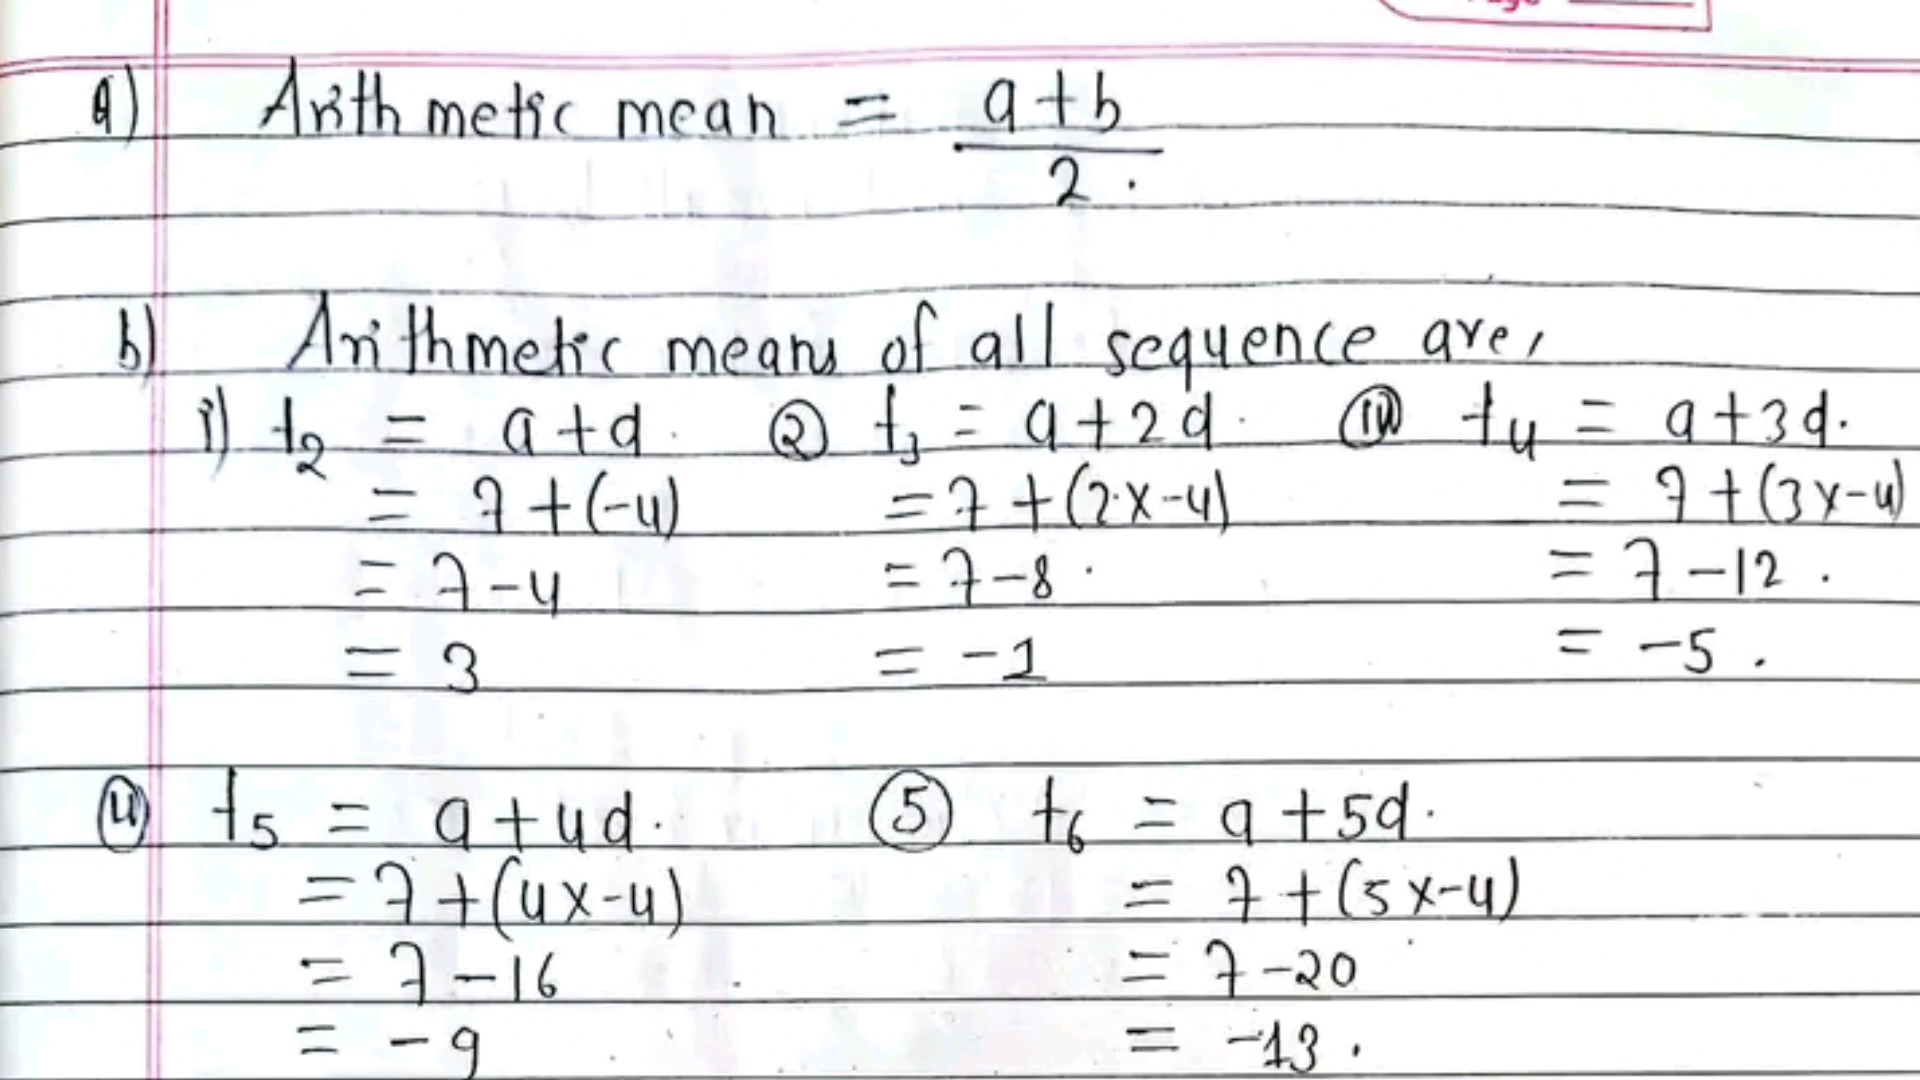 a) Arithmetic mean = a+b
2.
b) Arithmetic means of all sequence are,
i) t2 = a+d. ② t3 = a+2d. t4 = a+3d.
= 7+(-4) = 7+(2×-4) = 7+(3×-4)
= 7-4 = 7-8. = 7-12.
= 3 = -1 = -5.
④ t5 = a+4d. ⑤ t6 = a+5d.
= 7+(4×-4) = 7+(5×-4)
= 7-16 = 7-20
= -9 = -13.